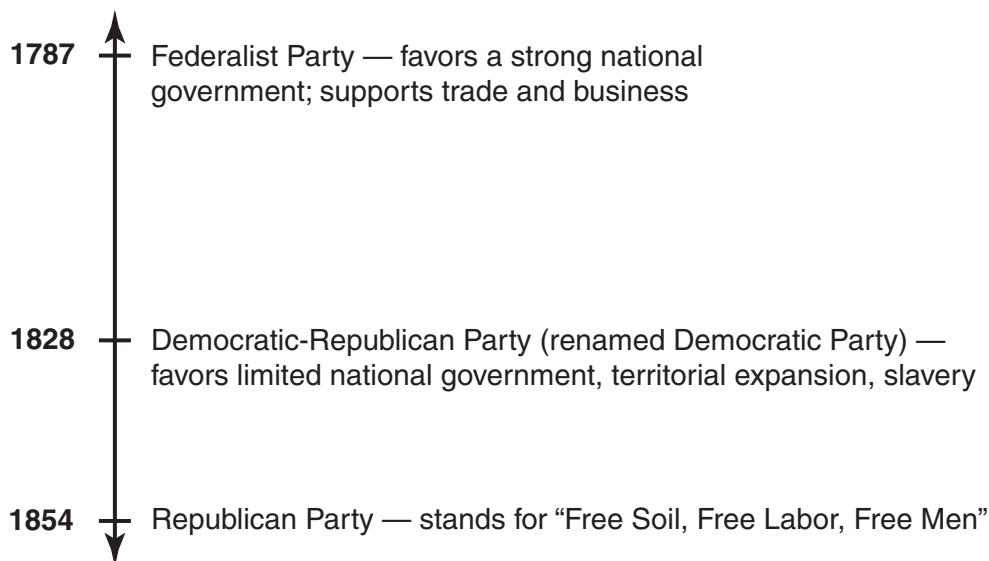 1787 Federalist Party — favors a strong national
government; supports trade and business
1828 Democratic-Republican Party (renamed Democratic Party) —
favors limited national government, territorial expansion, slavery
1854 Republican Party — stands for “Free Soil, Free Labor, Free Men”